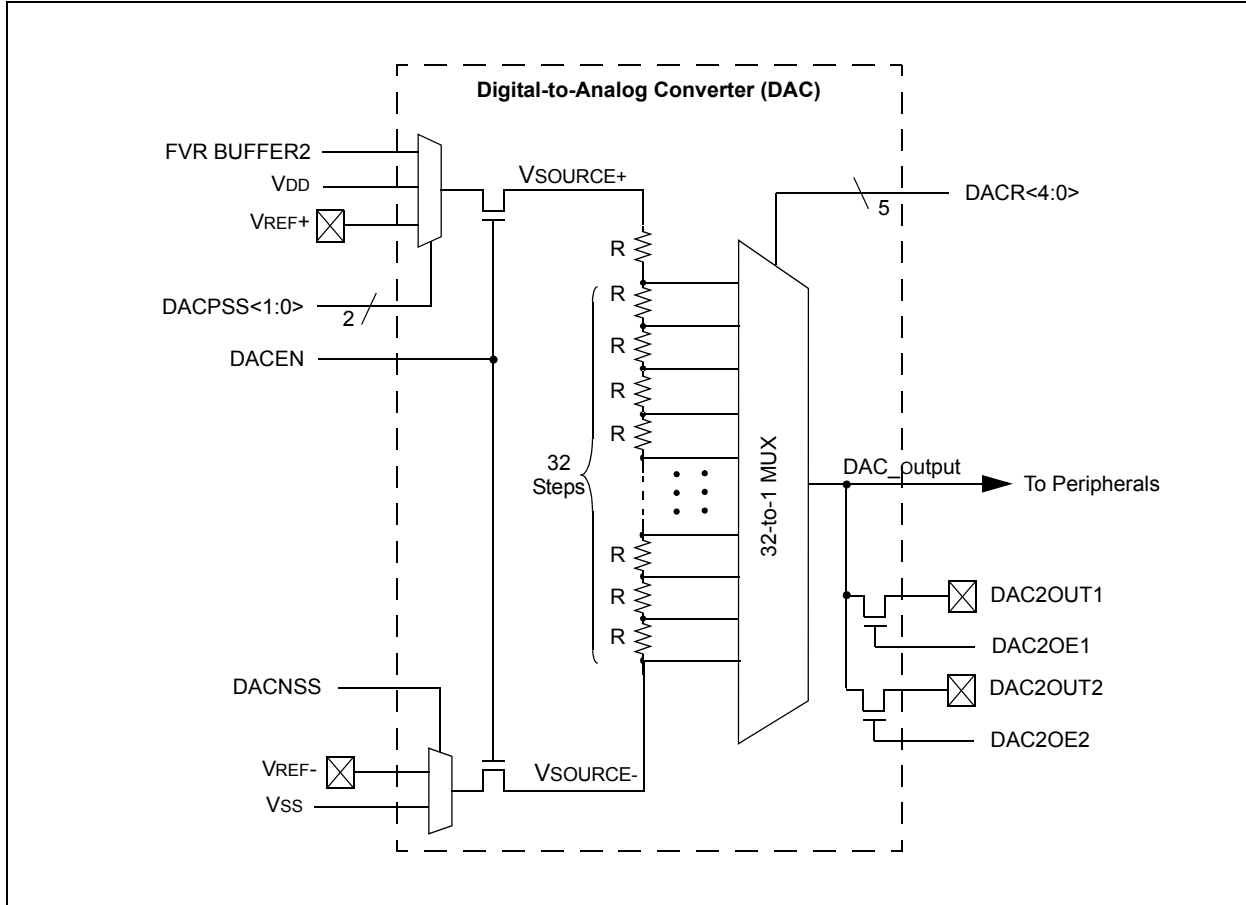 Digital-to-Analog Converter (DAC)
FVR BUFFER2
VDD
VREF+
DACPSS<1:0>
2
DACEN
VSOURCE+
R
R
R
R
R
32
Steps
R
R
R
32-to-1 MUX
5
DACR<4:0>
DAC_output
To Peripherals
DAC2OUT1
DAC2OE1
DAC2OUT2
DAC2OE2
DACNSS
VREF-
VSS
VSOURCE-